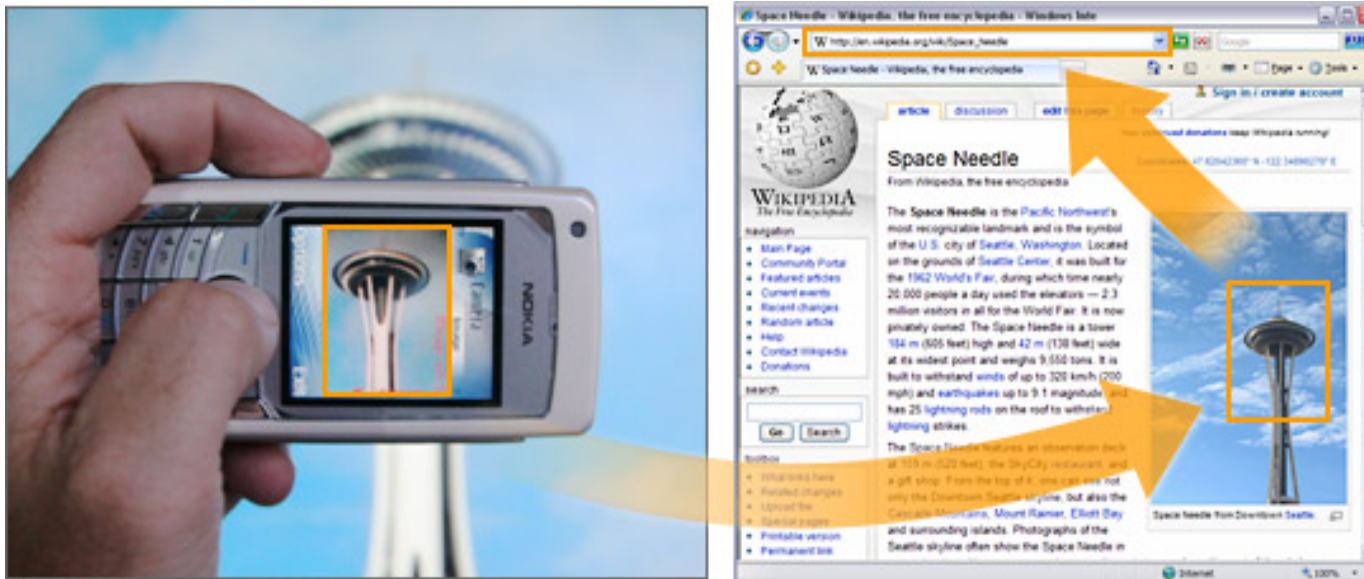 NOKIA
Space Needle - Wikipedia, the free encyclopedia - Windows Inte
http://en.wikipedia.org/wiki/Space_Needle
Google
Space Needle - Wikipedia, the free encyclopedia
Page
Tools
Sign in / create account
article
discussion
edit this page
history
continued donations keep Wikipedia running!
WIKIPEDIA
The Free Encyclopedia
navigation
Main Page
Community Portal
Featured articles
Current events
Recent changes
Random article
Help
Contact Wikipedia
Donations
search
Go
Search
toolbox
What links here
Related changes
Upload file
Special pages
Printable version
Permanent link
Space Needle
From Wikipedia, the free encyclopedia
The Space Needle is the Pacific Northwest's
most recognizable landmark and is the symbol
of the U.S. city of Seattle, Washington. Located
on the grounds of Seattle Center, it was built for
the 1962 World's Fair, during which time nearly
20,000 people a day used the elevators — 2.3
million visitors in all for the World Fair. It is now
privately owned. The Space Needle is a tower
184 m (605 feet) high and 42 m (138 feet) wide
at its widest point and weighs 9,550 tons. It is
built to withstand winds of up to 320 km/h (200
mph) and earthquakes up to 9.1 magnitude, and
has 25 lightning rods on the roof to withstand
lightning strikes.
The Space Needle features an observation deck
at 159 m (520 feet), the SkyCity restaurant, and
a gift shop. From the top of it, one can see not
only the Downtown Seattle skyline, but also the
Cascade Mountains, Mount Rainier, Elliott Bay
and surrounding islands. Photographs of the
Seattle skyline often show the Space Needle in
Space Needle from Downtown Seattle.
Internet
100%